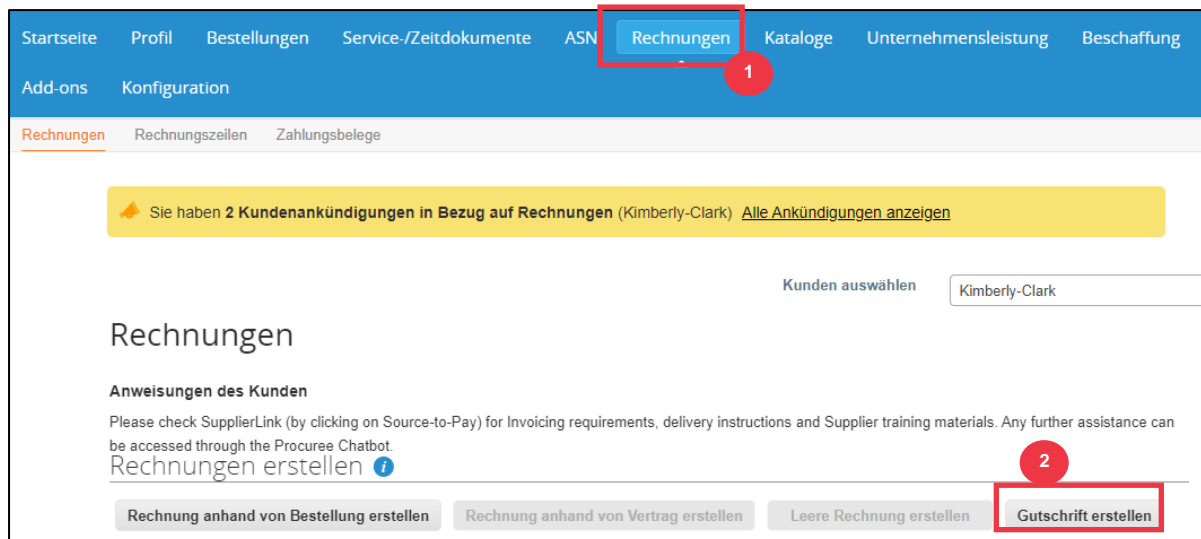 Startseite Profil Bestellungen Service-/Zeitdokumente ASN Rechnungen Kataloge Unternehmensleistung Beschaffung
1
Add-ons Konfiguration
Rechnungen Rechnungszeilen Zahlungsbelege
Sie haben 2 Kundenankündigungen in Bezug auf Rechnungen (Kimberly-Clark) Alle Ankündigungen anzeigen
Kunden auswählen Kimberly-Clark
Rechnungen
Anweisungen des Kunden
Please check SupplierLink (by clicking on Source-to-Pay) for Invoicing requirements, delivery instructions and Supplier training materials. Any further assistance can
be accessed through the Procuree Chatbot.
Rechnungen erstellen i
2
Rechnung anhand von Bestellung erstellen Rechnung anhand von Vertrag erstellen Leere Rechnung erstellen Gutschrift erstellen